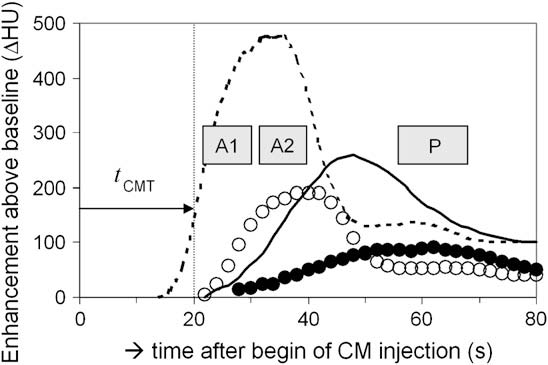 Enhancement above baseline (ΔHU)
500
400
300
200
100
0
A1
A2
P
tCMT
0
20
40
60
80
→ time after begin of CM injection (s)